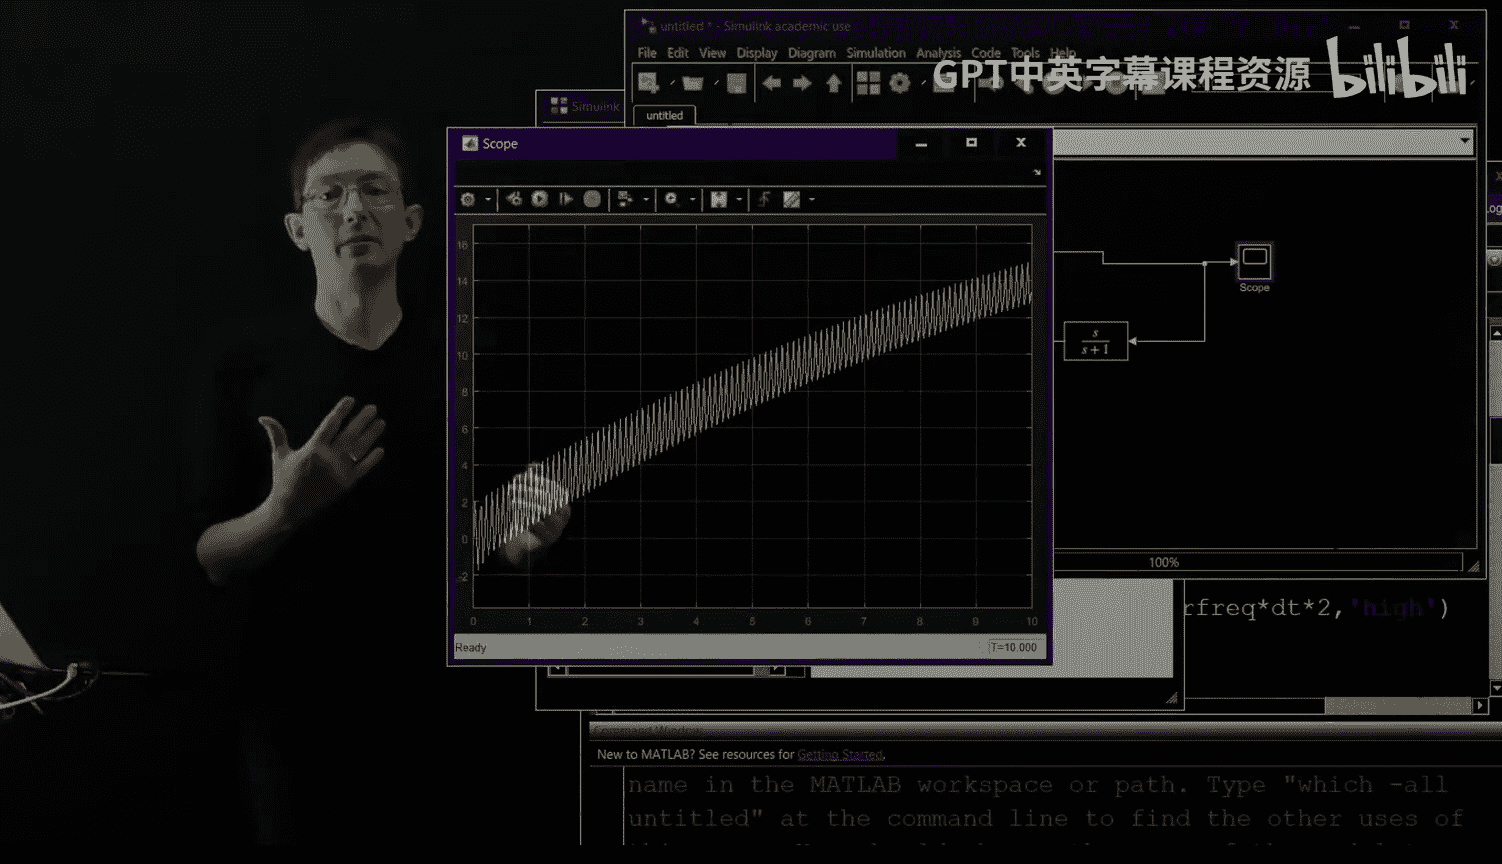 untitled * - Simulink academic use
File Edit View Display Diagram Simulation Analysis Code Tools Help
GPT中英字幕课程资源 bilibili
Simulink
untitled
Scope
16
14
12
10
8
6
4
2
0
-2
0 1 2 3 4 5 6 7 8 9 10
Ready T=10.000
Scope
s
s + 1
100%
rfreq*dt*2,'high')
New to MATLAB? See resources for Getting Started.
name in the MATLAB workspace or path. Type "which -all
untitled" at the command line to find the other uses of